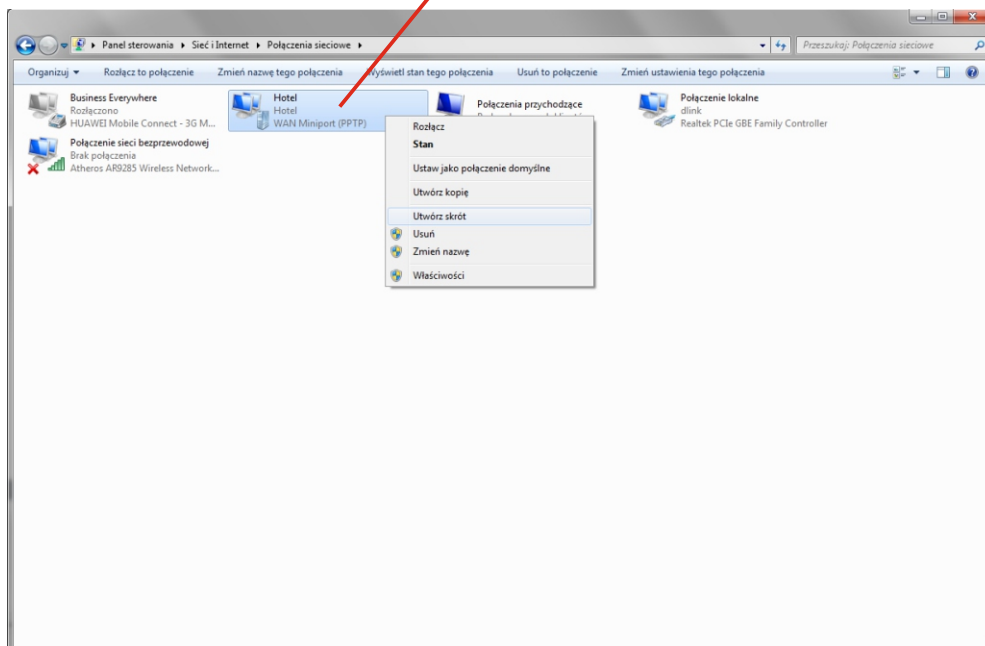 Panel sterowania ▸ Sieć i Internet ▸ Połączenia sieciowe ▸
Przeszukaj: Połączenia sieciowe
Organizuj
Rozłącz to połączenie
Zmień nazwę tego połączenia
Wyświetl stan tego połączenia
Usuń to połączenie
Zmień ustawienia tego połączenia
Business Everywhere
Rozłączono
HUAWEI Mobile Connect - 3G M...
Hotel
Hotel
WAN Miniport (PPTP)
Połączenia przychodzące
Połączenie lokalne
dlink
Realtek PCIe GBE Family Controller
Połączenie sieci bezprzewodowej
Brak połączenia
Atheros AR9285 Wireless Network...
Rozłącz
Stan
Ustaw jako połączenie domyślne
Utwórz kopię
Utwórz skrót
Usuń
Zmień nazwę
Właściwości